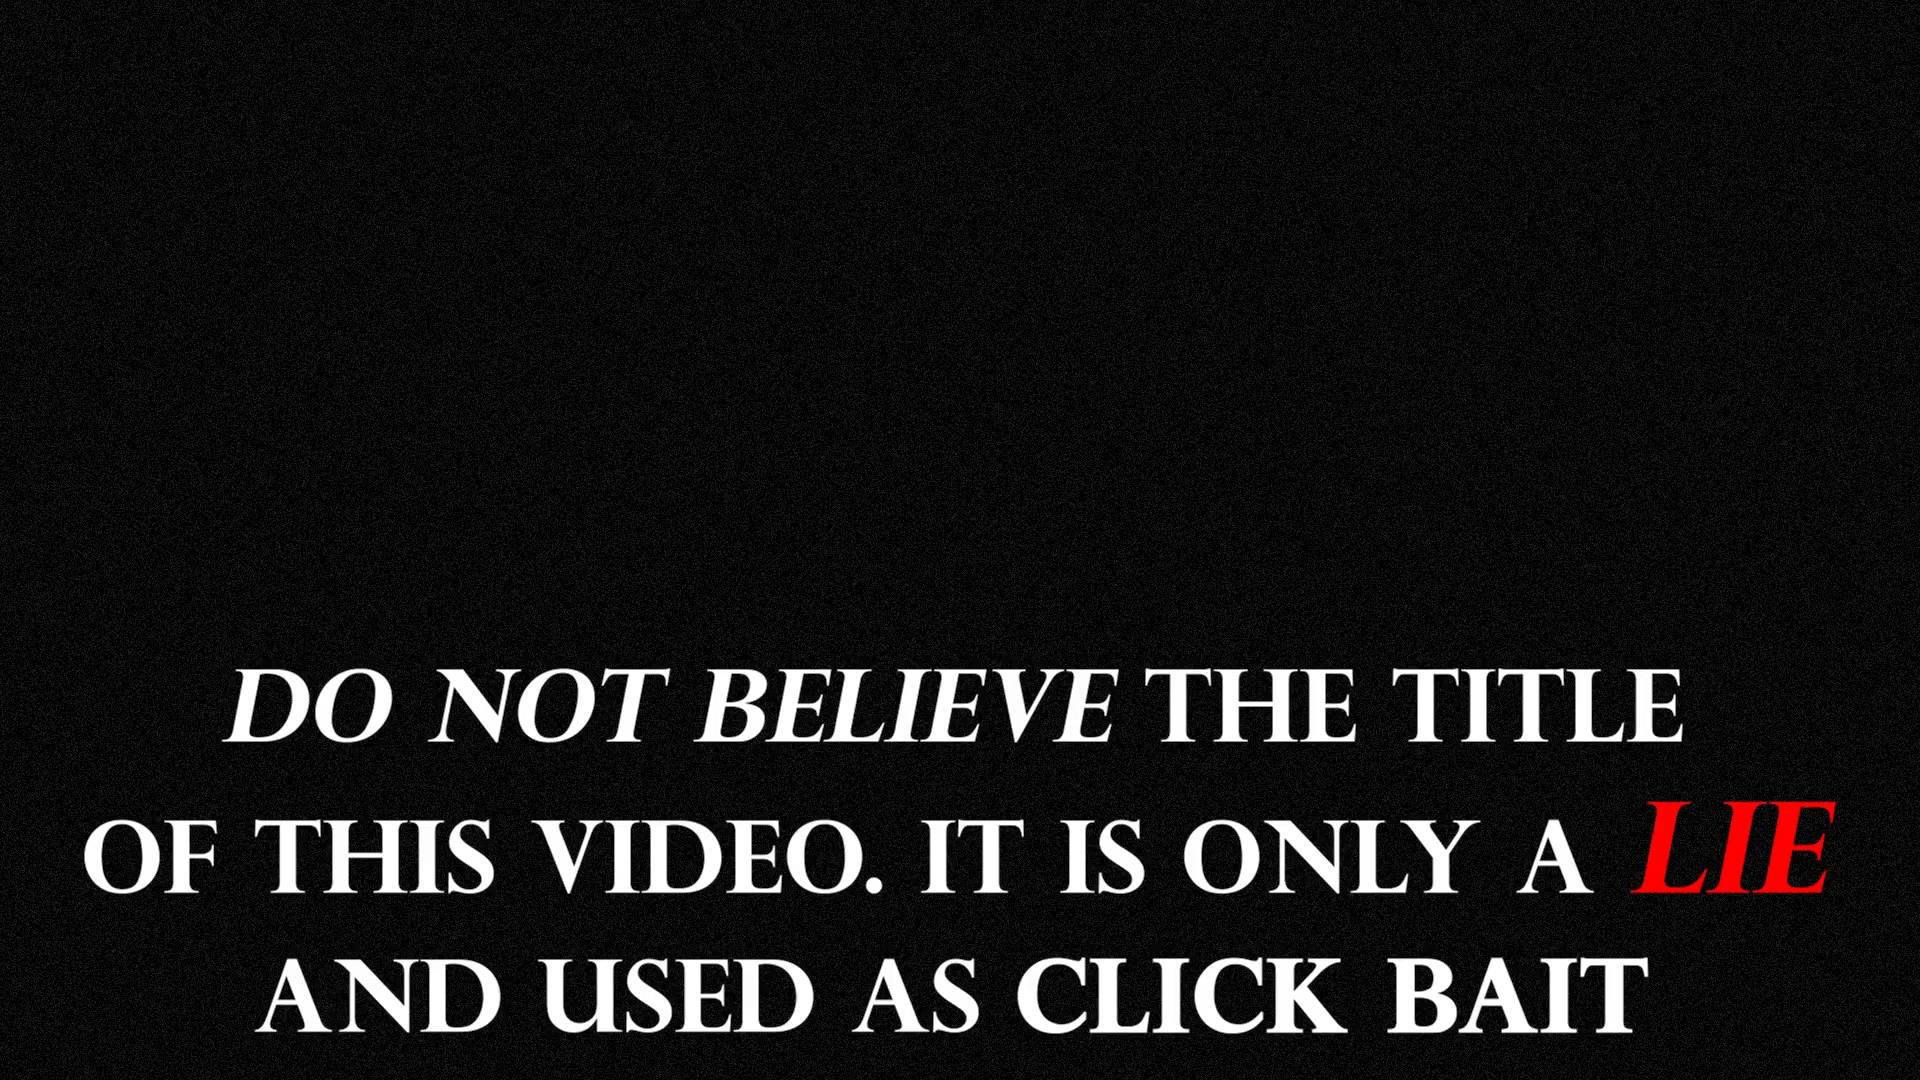 DO NOT BELIEVE THE TITLE
OF THIS VIDEO. IT IS ONLY A LIE
AND USED AS CLICK BAIT